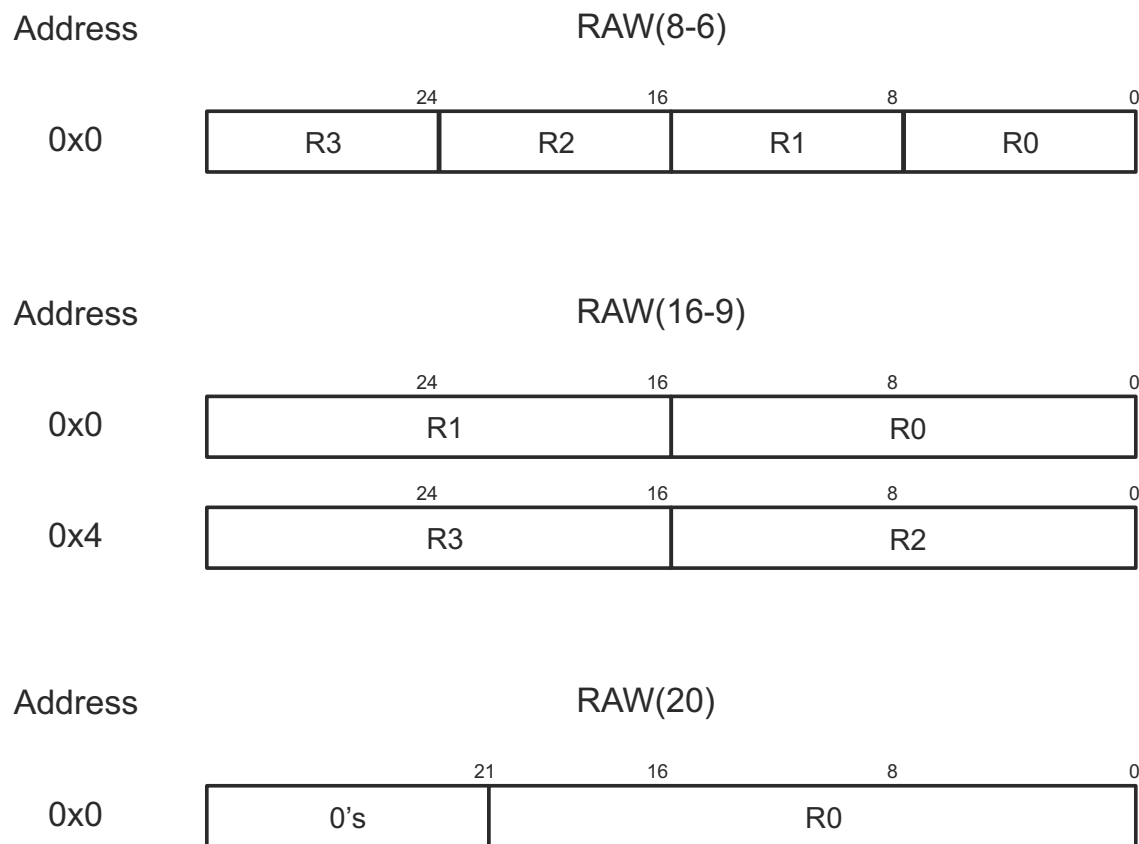 Address RAW(8-6)
24 16 8 0
0x0 R3 R2 R1 R0
Address RAW(16-9)
24 16 8 0
0x0 R1 R0
24 16 8 0
0x4 R3 R2
Address RAW(20)
21 16 8 0
0x0 0’s R0